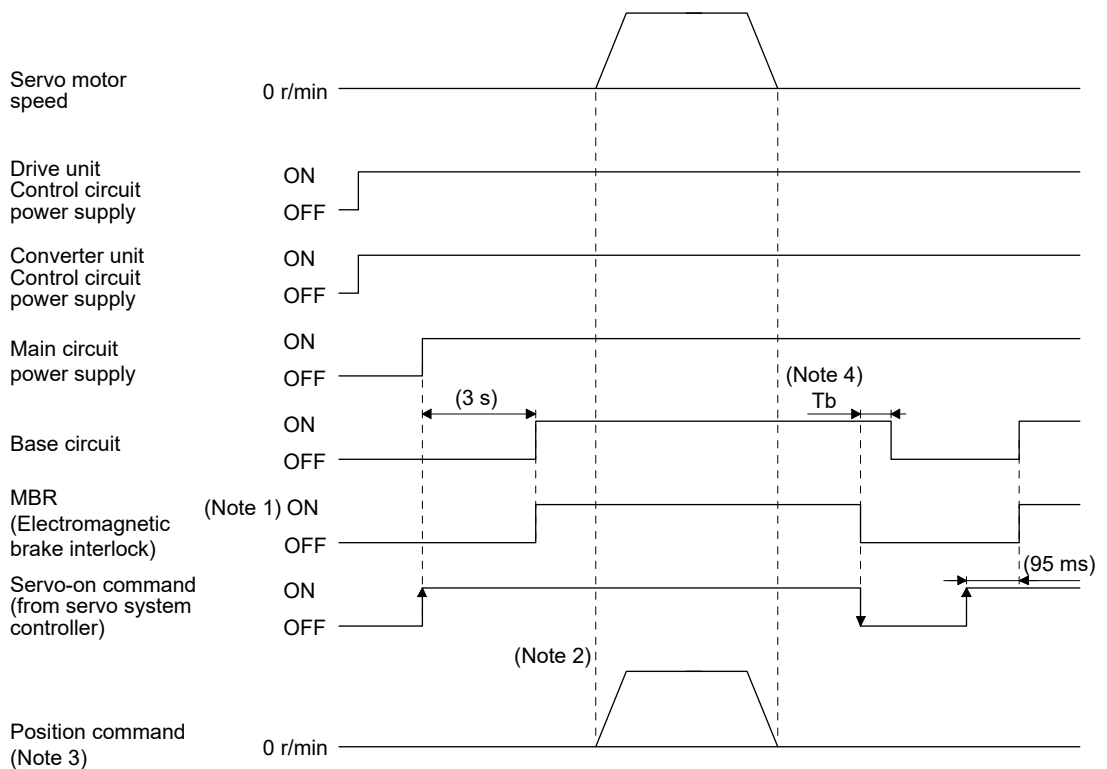 Servo motor
speed
0 r/min
Drive unit
Control circuit
power supply
ON
OFF
Converter unit
Control circuit
power supply
ON
OFF
Main circuit
power supply
ON
OFF
(3 s)
(Note 4)
Tb
Base circuit
ON
OFF
MBR
(Electromagnetic
brake interlock)
(Note 1) ON
OFF
(95 ms)
Servo-on command
(from servo system
controller)
ON
OFF
(Note 2)
Position command
(Note 3)
0 r/min